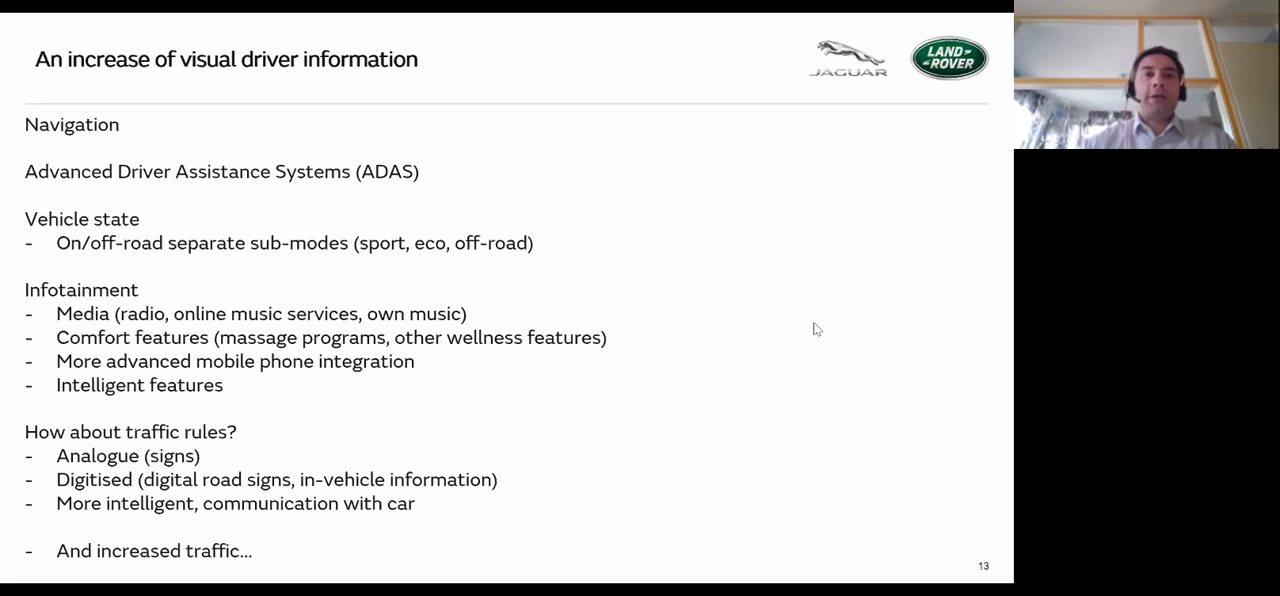 An increase of visual driver information
JAGUAR
LAND-
-ROVER
Navigation
Advanced Driver Assistance Systems (ADAS)
Vehicle state
- On/off-road separate sub-modes (sport, eco, off-road)
Infotainment
- Media (radio, online music services, own music)
- Comfort features (massage programs, other wellness features)
- More advanced mobile phone integration
- Intelligent features
How about traffic rules?
- Analogue (signs)
- Digitised (digital road signs, in-vehicle information)
- More intelligent, communication with car
- And increased traffic...
13